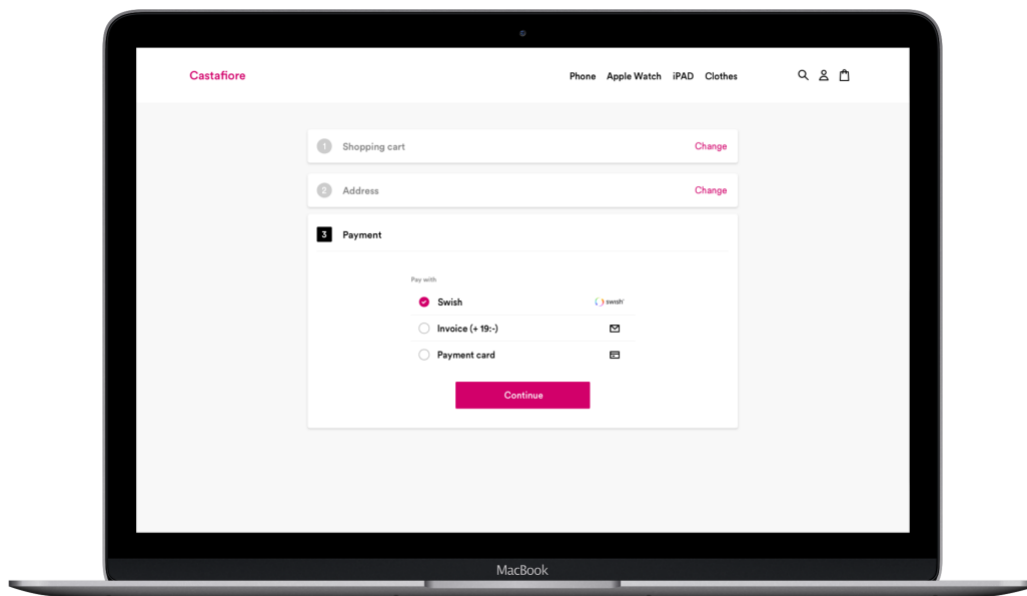 Castafiore
Phone Apple Watch iPAD Clothes
1 Shopping cart Change
2 Address Change
3 Payment
Pay with
Swish swish
Invoice (+ 19:-)
Payment card
Continue
MacBook